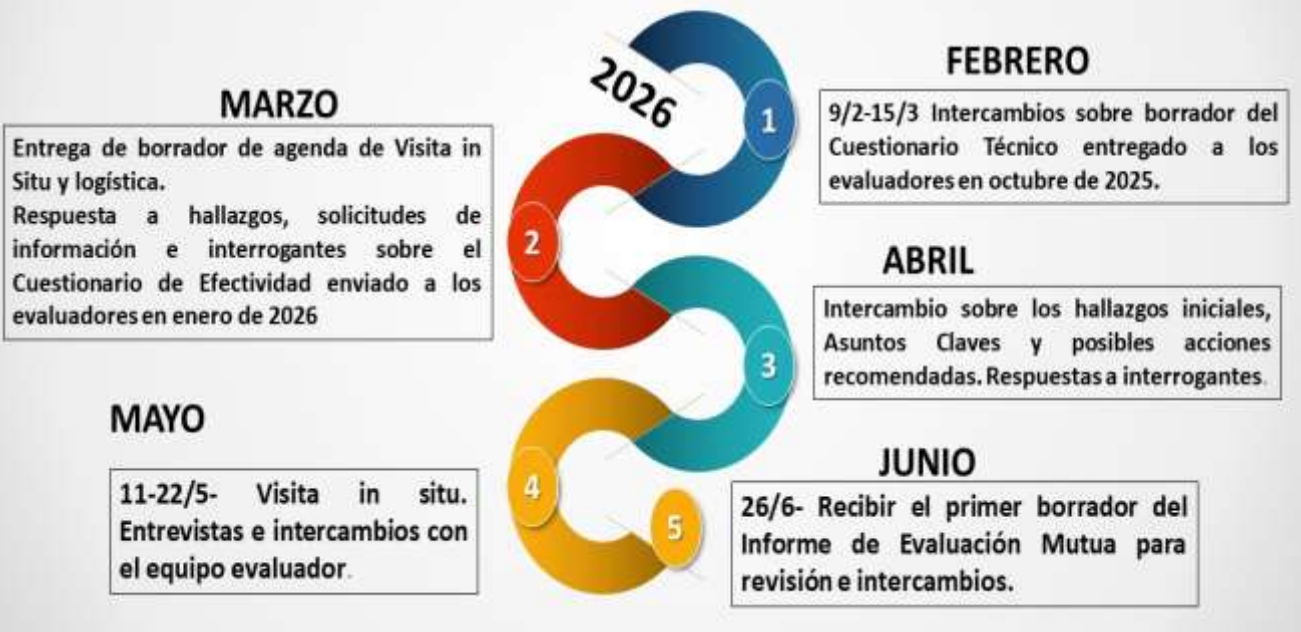 2026
1
FEBRERO
9/2-15/3 Intercambios sobre borrador del
Cuestionario Técnico entregado a los
evaluadores en octubre de 2025.
MARZO
Entrega de borrador de agenda de Visita in
Situ y logística.
Respuesta a hallazgos, solicitudes de
información e interrogantes sobre el
Cuestionario de Efectividad enviado a los
evaluadores en enero de 2026
2
ABRIL
Intercambio sobre los hallazgos iniciales,
Asuntos Claves y posibles acciones
recomendadas. Respuestas a interrogantes.
3
MAYO
11-22/5- Visita in situ.
Entrevistas e intercambios con
el equipo evaluador.
4
5
JUNIO
26/6- Recibir el primer borrador del
Informe de Evaluación Mutua para
revisión e intercambios.